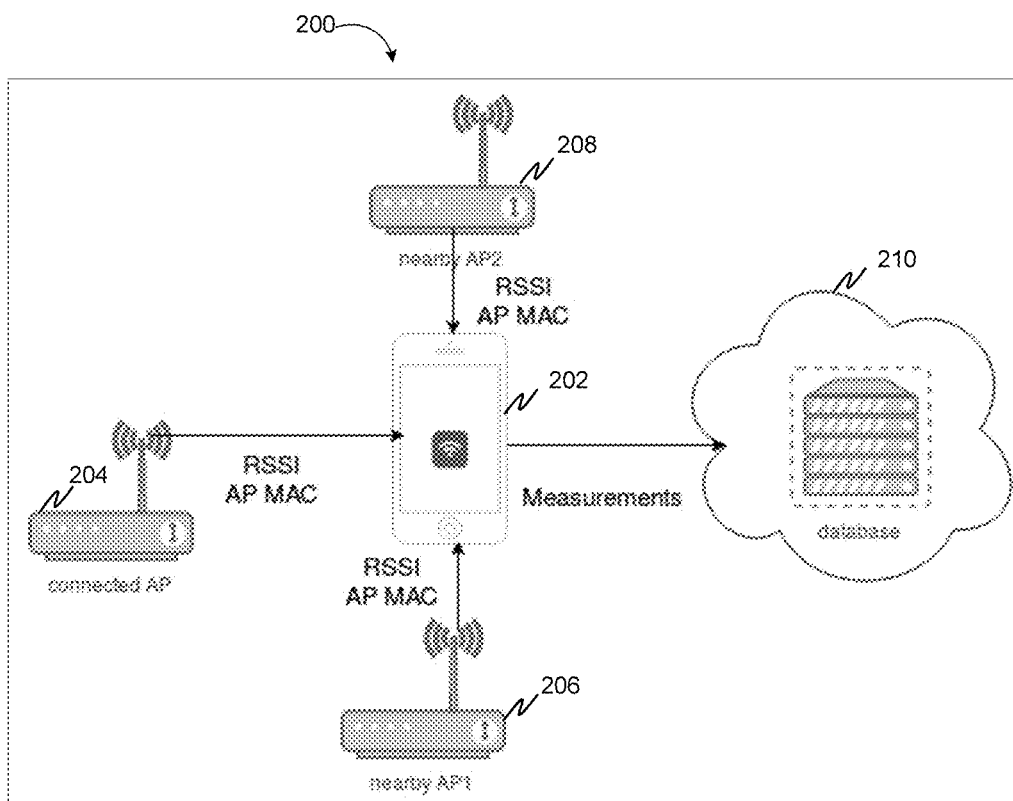 200
208
nearby AP2
RSSI
AP MAC
210
202
204
RSSI
AP MAC
Measurements
database
connected AP
RSSI
AP MAC
206
nearby AP1